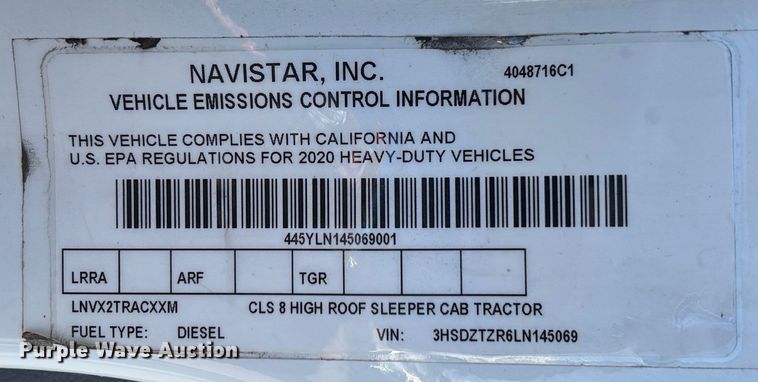 NAVISTAR, INC. 4048716C1
VEHICLE EMISSIONS CONTROL INFORMATION
THIS VEHICLE COMPLIES WITH CALIFORNIA AND
U.S. EPA REGULATIONS FOR 2020 HEAVY-DUTY VEHICLES
445YLN145069001
LRRA ARF TGR
LNVX2TRACXXM CLS 8 HIGH ROOF SLEEPER CAB TRACTOR
FUEL TYPE: DIESEL VIN: 3HSDZTZR6LN145069
Purple Wave Auction